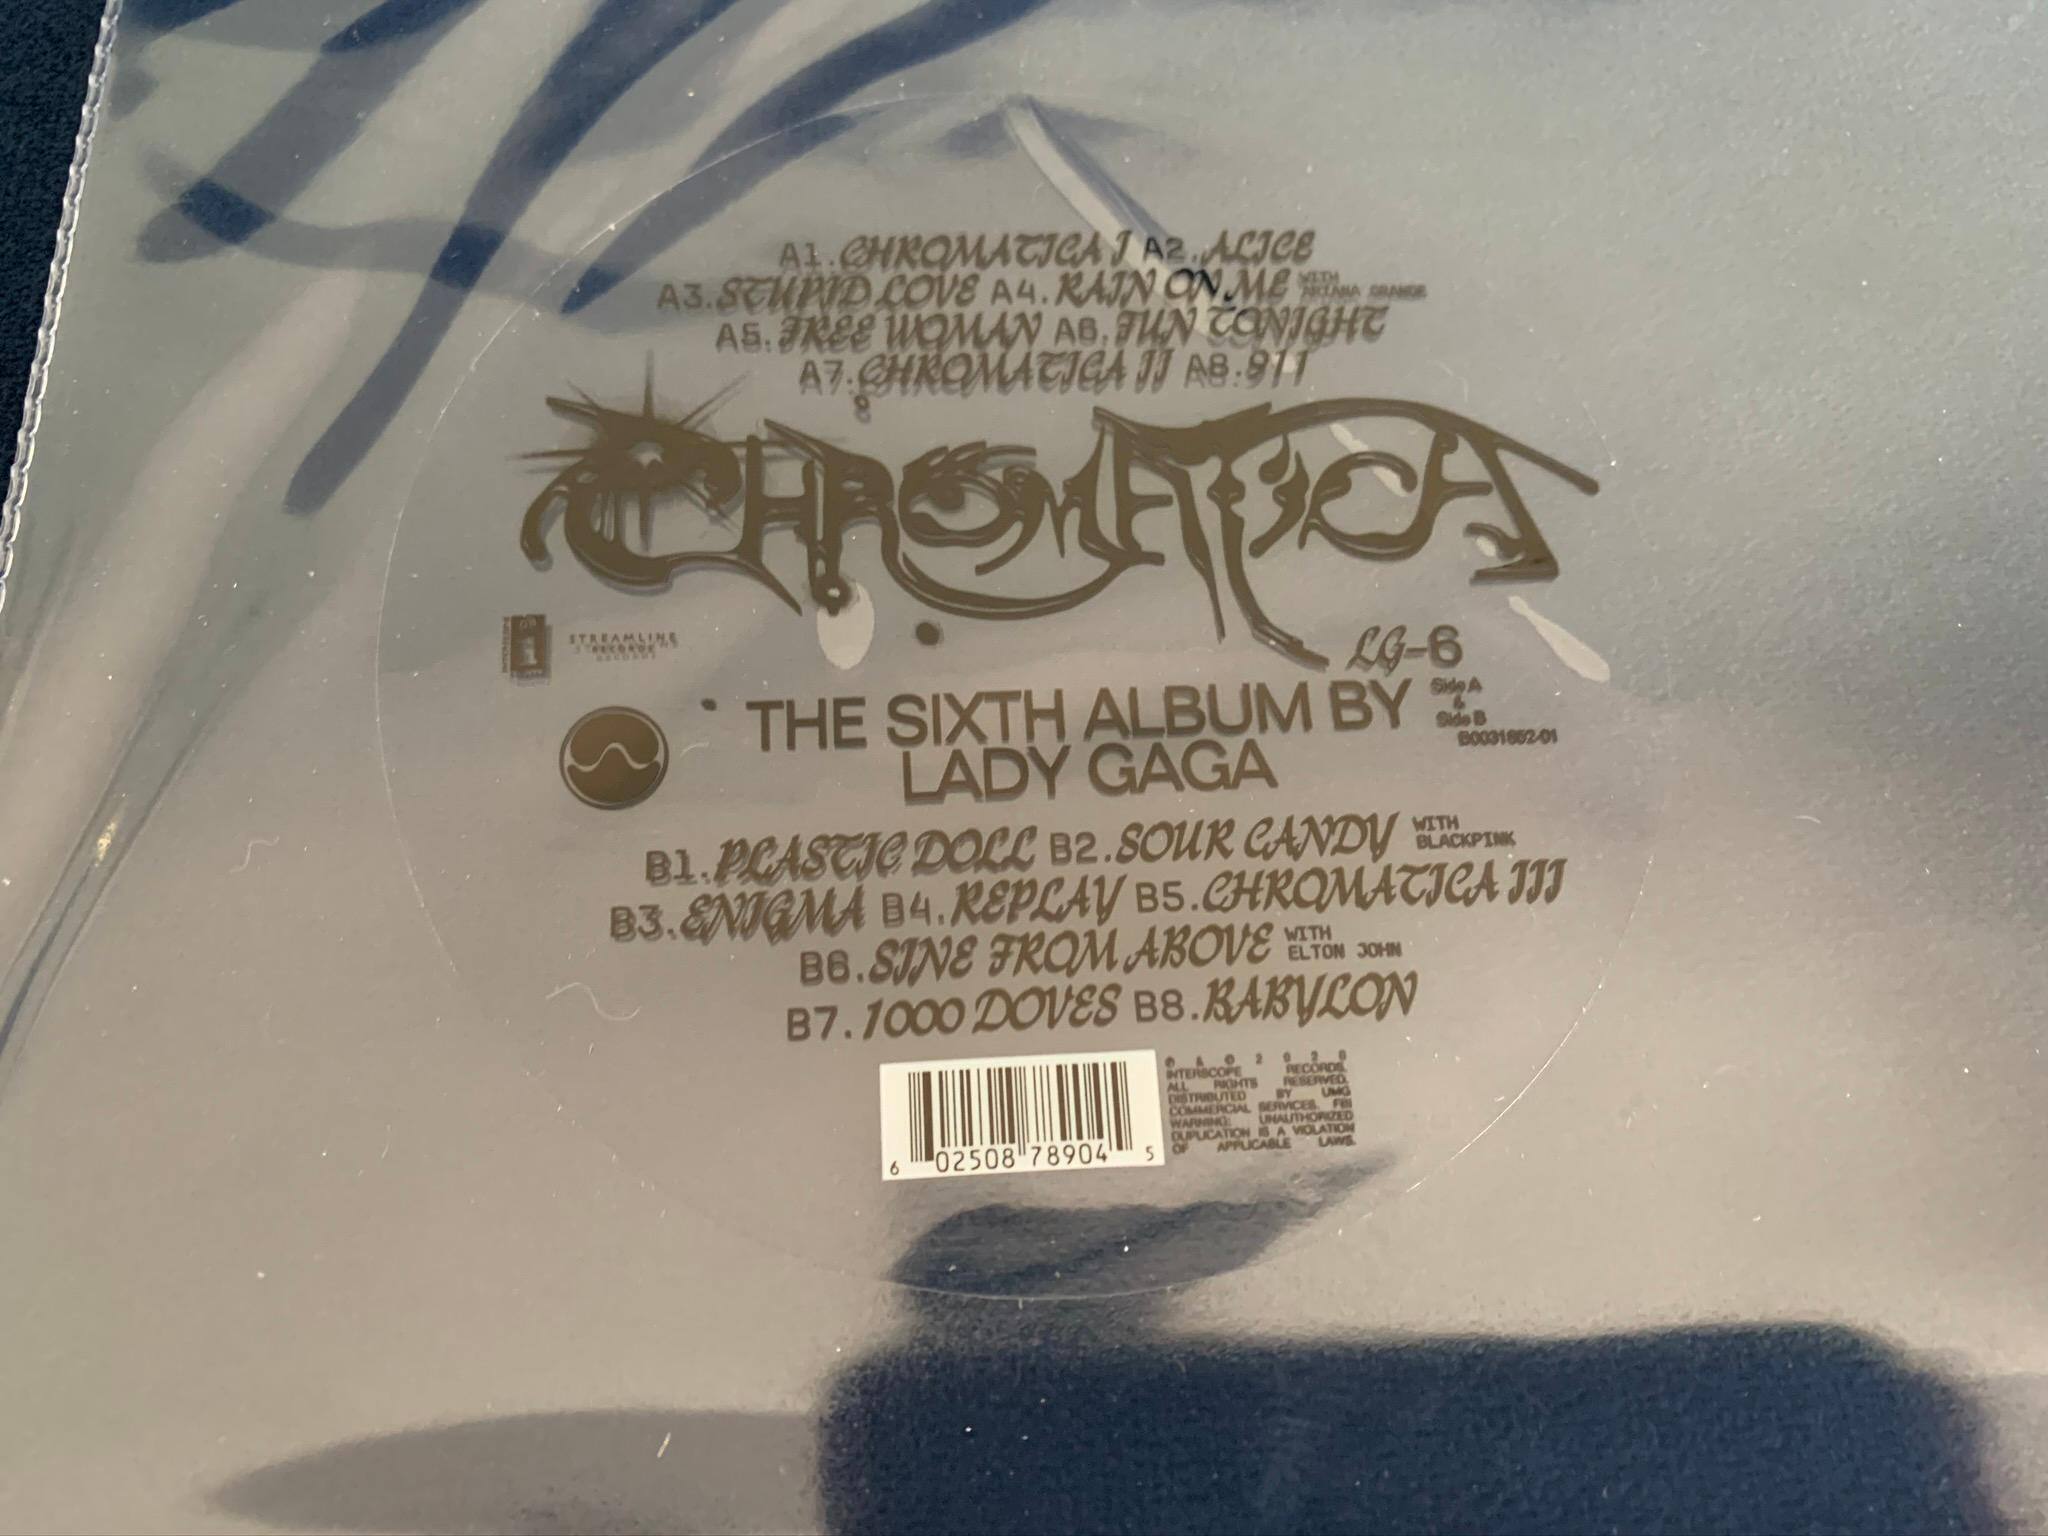 A1.CHROMATICA I A2.ALICE
A3.STUPID LOVE A4.RAIN ON ME WITH ARIANA GRANDE
A5.FREE WOMAN A6.FUN TONIGHT
A7.CHROMATICA II A8.911
CHROMATICA
STREAMLINE
RECORDS
LG-6
THE SIXTH ALBUM BY
LADY GAGA
Side A
&
Side B
B0031652-01
B1.PLASTIC DOLL B2.SOUR CANDY WITH BLACKPINK
B3.ENIGMA B4.REPLAY B5.CHROMATICA III
B6.SINE FROM ABOVE WITH ELTON JOHN
B7.1000 DOVES B8.BABYLON
6 02508 78904 5
℗ & © 2020
INTERSCOPE RECORDS.
ALL RIGHTS RESERVED.
DISTRIBUTED BY UMG
COMMERCIAL SERVICES. FBI
WARNING: UNAUTHORIZED
DUPLICATION IS A VIOLATION
OF APPLICABLE LAWS.